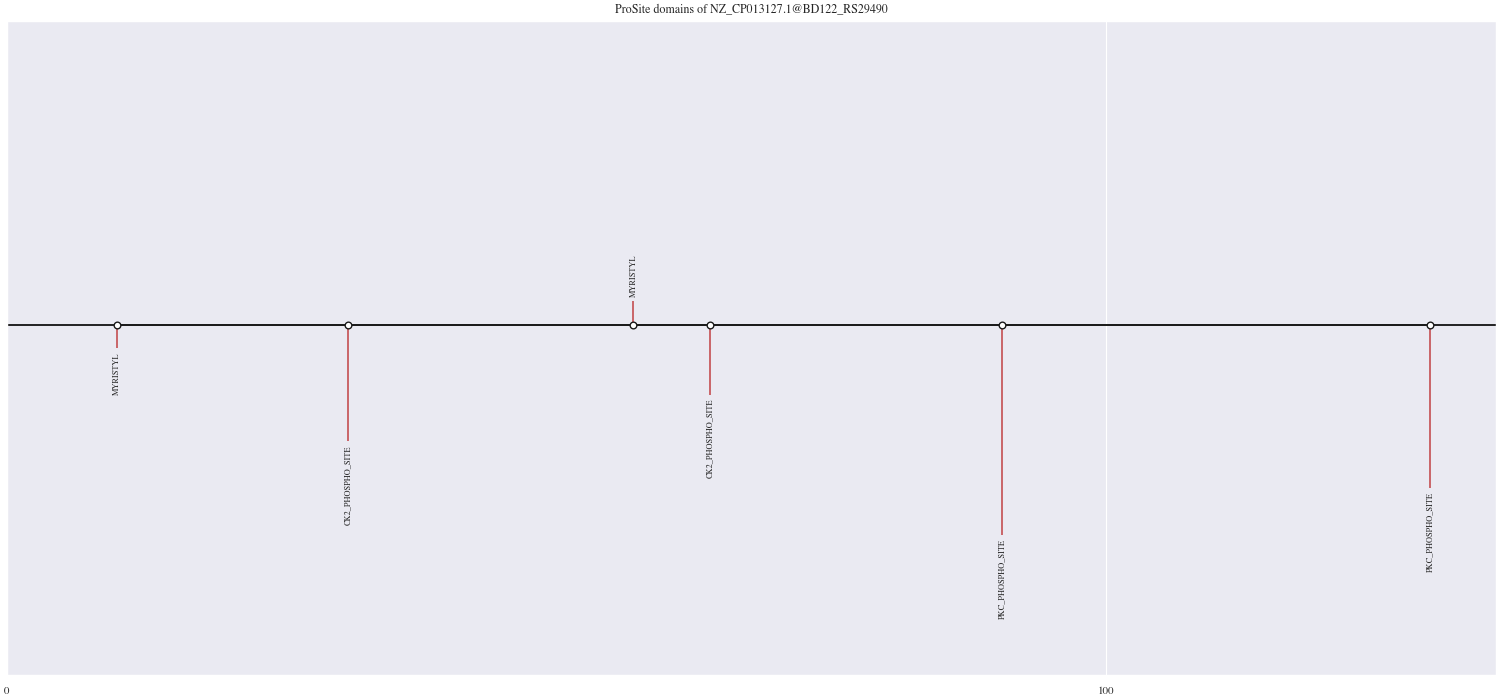 ProSite domains of NZ_CP013127.1@BD122_RS29490
MYRISTYL
MYRISTYL
CK2_PHOSPHO_SITE
CK2_PHOSPHO_SITE
PKC_PHOSPHO_SITE
PKC_PHOSPHO_SITE
0
100